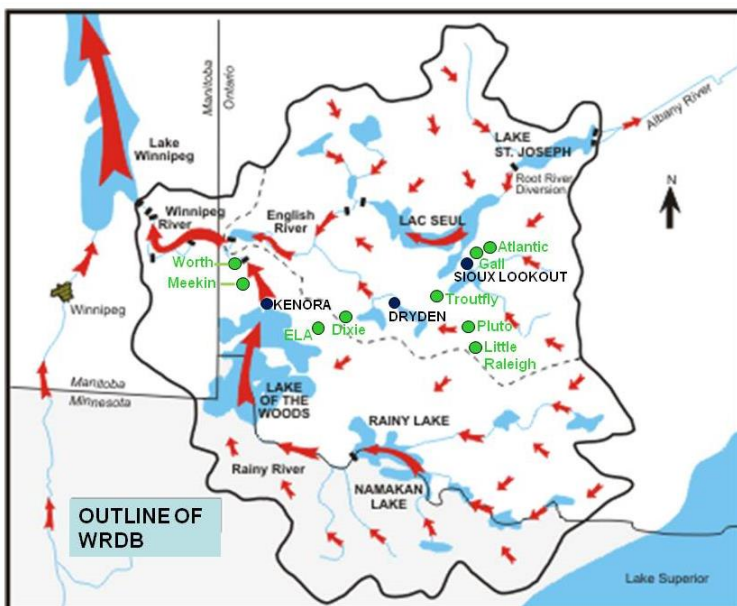 Manitoba
Ontario
Lake
Winnipeg
LAKE
ST. JOSEPH
Albany River
Root River
Diversion
N
Winnipeg
River
English
River
LAC SEUL
Atlantic
Gall
SIOUX LOOKOUT
Worth
Meekin
Winnipeg
KENORA
DRYDEN
Troutfly
ELA
Dixie
Pluto
Little
Raleigh
Manitoba
Minnesota
LAKE
OF THE
WOODS
RAINY LAKE
Rainy River
NAMAKAN
LAKE
OUTLINE OF
WRDB
Lake Superior